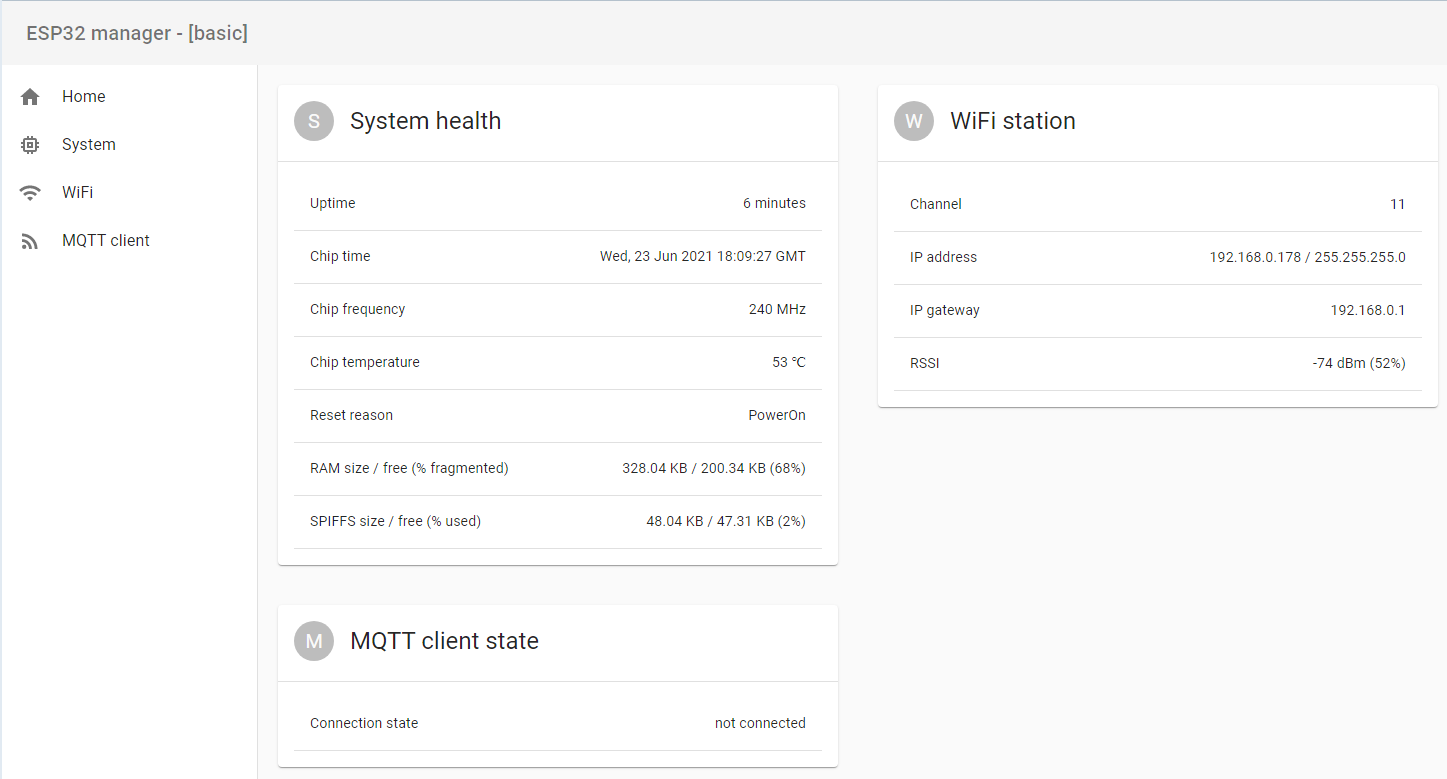 ESP32 manager - [basic]
Home
System
WiFi
MQTT client
S System health
Uptime 6 minutes
Chip time Wed, 23 Jun 2021 18:09:27 GMT
Chip frequency 240 MHz
Chip temperature 53 °C
Reset reason PowerOn
RAM size / free (% fragmented) 328.04 KB / 200.34 KB (68%)
SPIFFS size / free (% used) 48.04 KB / 47.31 KB (2%)
W WiFi station
Channel 11
IP address 192.168.0.178 / 255.255.255.0
IP gateway 192.168.0.1
RSSI -74 dBm (52%)
M MQTT client state
Connection state not connected